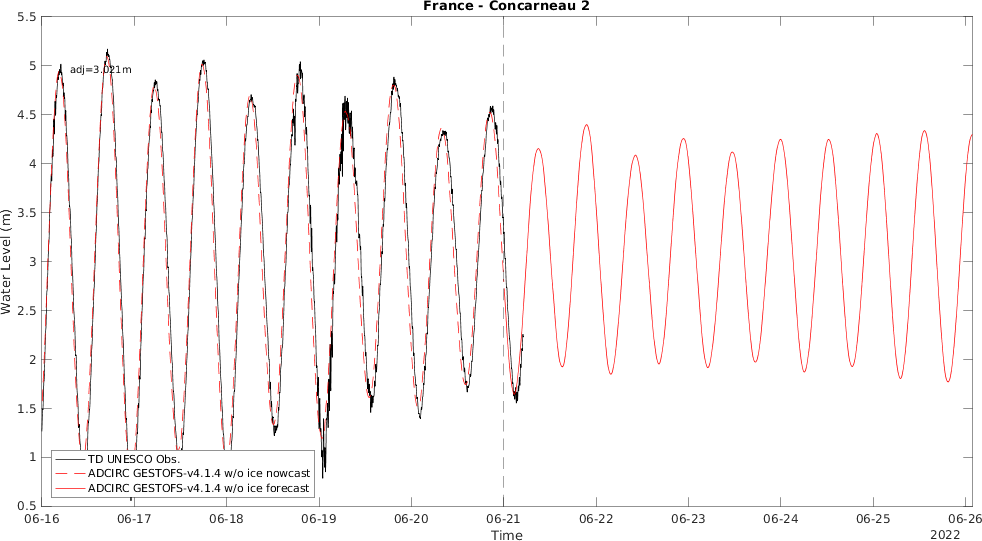 France - Concarneau 2
5.5
5
4.5
4
3.5
3
2.5
2
1.5
1
0.5
Water Level (m)
adj=3.021m
TD UNESCO Obs.
ADCIRC GESTOFS-v4.1.4 w/o ice nowcast
ADCIRC GESTOFS-v4.1.4 w/o ice forecast
06-16 06-17 06-18 06-19 06-20 06-21 06-22 06-23 06-24 06-25 06-26
Time
2022